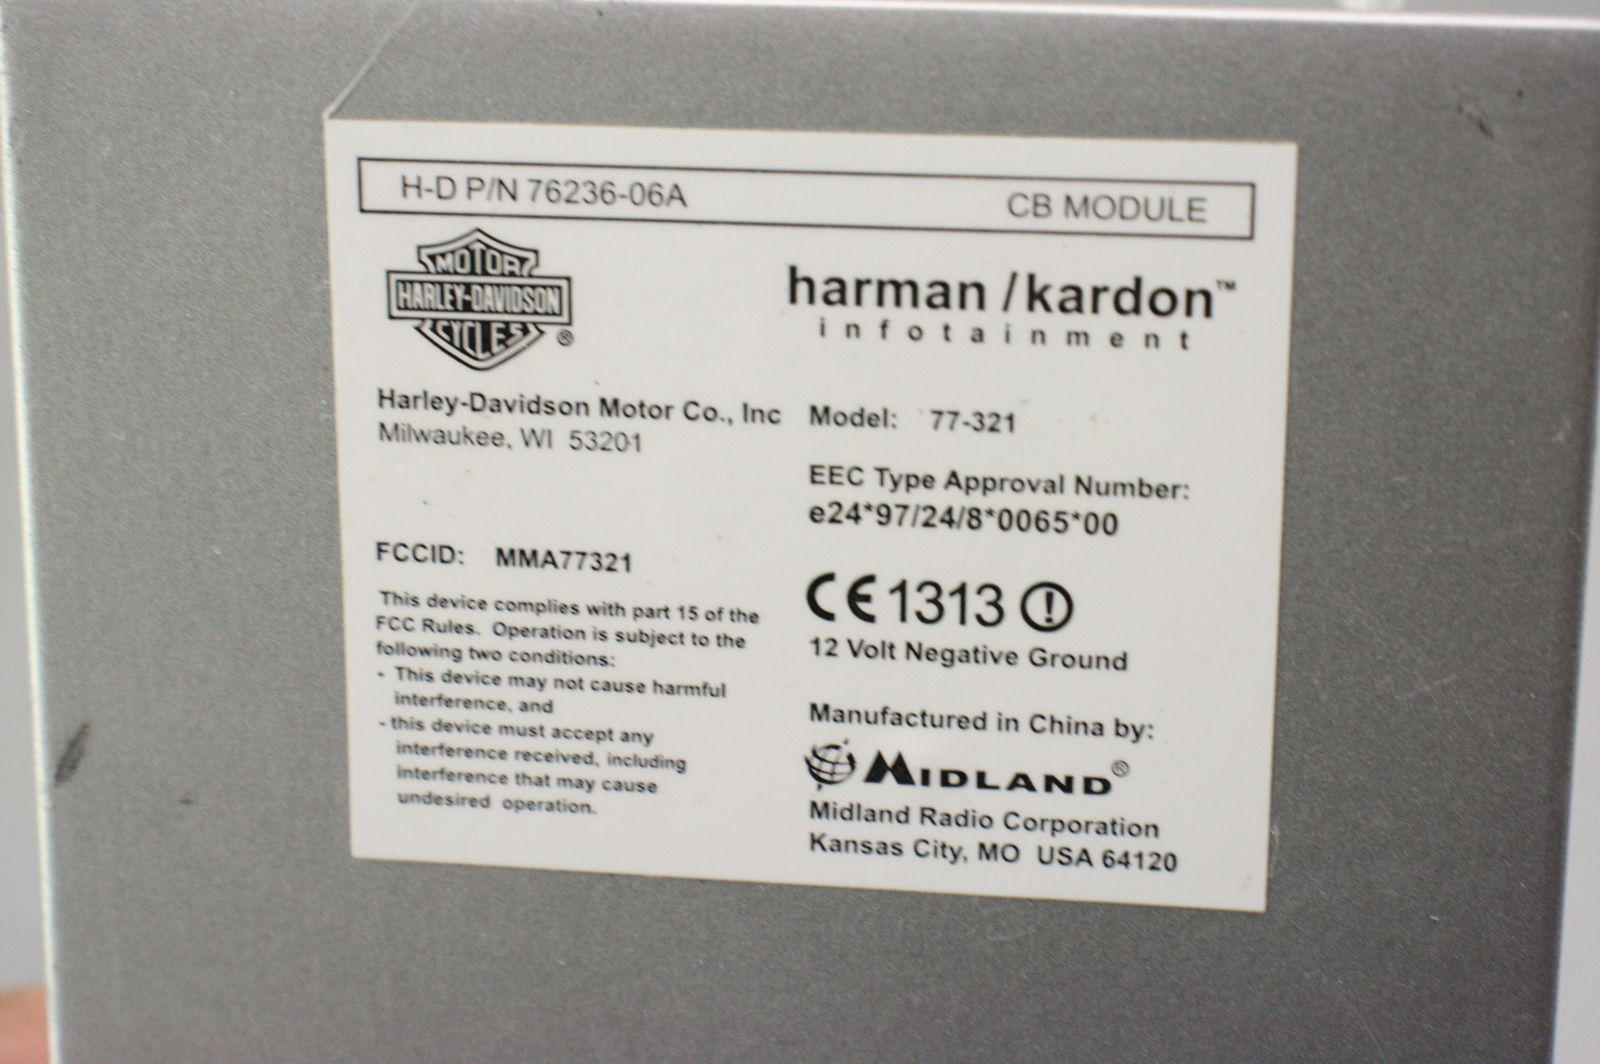 H-D P/N 76236-06A CB MODULE
MOTOR
HARLEY-DAVIDSON
CYCLES ®
harman/kardon™
infotainment
Harley-Davidson Motor Co., Inc
Milwaukee, WI 53201
FCCID: MMA77321
This device complies with part 15 of the
FCC Rules. Operation is subject to the
following two conditions:
- This device may not cause harmful
interference, and
- this device must accept any
interference received, including
interference that may cause
undesired operation.
Model: 77-321
EEC Type Approval Number:
e24*97/24/8*0065*00
CE 1313 !
12 Volt Negative Ground
Manufactured in China by:
MIDLAND®
Midland Radio Corporation
Kansas City, MO USA 64120